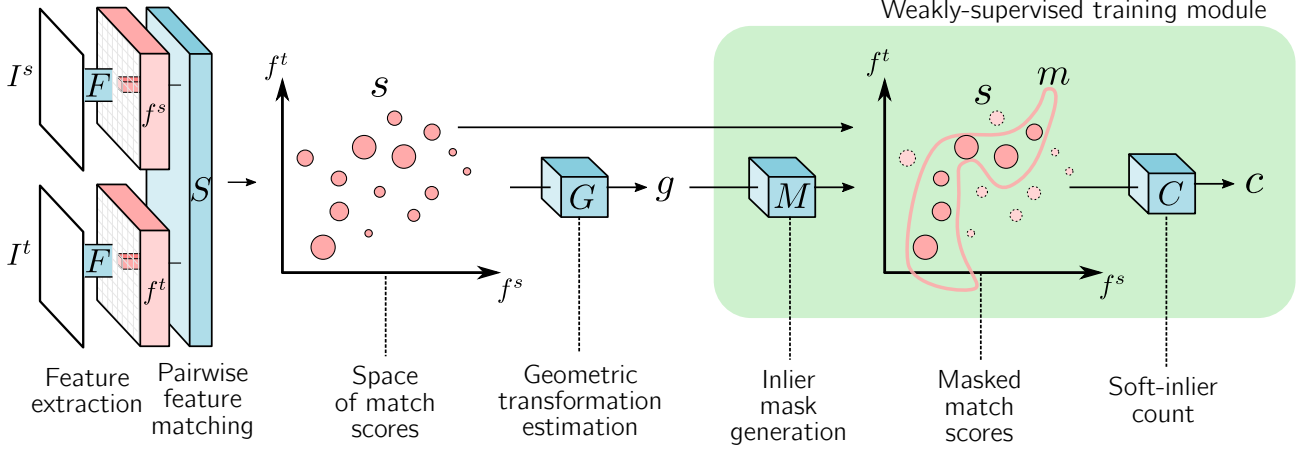 Weakly-supervised training module
I^s
F
f^s
I^t
F
f^t
S
f^t
s
f^s
G
g
M
f^t
s
m
f^s
C
c
Feature
extraction
Pairwise
feature
matching
Space
of match
scores
Geometric
transformation
estimation
Inlier
mask
generation
Masked
match
scores
Soft-inlier
count